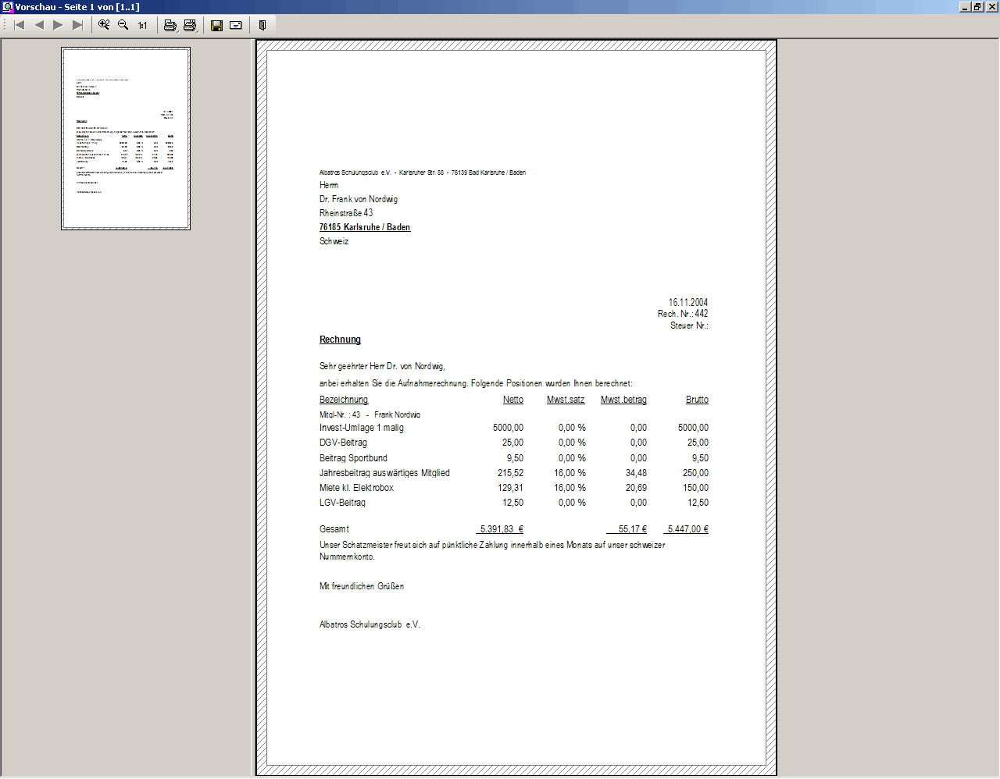 Vorschau - Seite 1 von [1..1]
1:1
Albatros Schulungsclub e.V. - Karlsruher Str. 88 - 76139 Bad Karlsruhe / Baden
Herrn
Dr. Frank von Nordwig
Rheinstraße 43
76185 Karlsruhe / Baden
Schweiz
16.11.2004
Rech. Nr.: 442
Steuer Nr.:
Rechnung
Sehr geehrter Herr Dr. von Nordwig,
anbei erhalten Sie die Aufnahmerechnung. Folgende Positionen wurden Ihnen berechnet:
Bezeichnung Netto Mwst.satz Mwst.betrag Brutto
Mitgl-Nr. : 43 - Frank Nordwig
Invest-Umlage 1 malig 5000,00 0,00 % 0,00 5000,00
DGV-Beitrag 25,00 0,00 % 0,00 25,00
Beitrag Sportbund 9,50 0,00 % 0,00 9,50
Jahresbeitrag auswärtiges Mitglied 215,52 16,00 % 34,48 250,00
Miete kl. Elektrobox 129,31 16,00 % 20,69 150,00
LGV-Beitrag 12,50 0,00 % 0,00 12,50
Gesamt 5.391,83 € 55,17 € 5.447,00 €
Unser Schatzmeister freut sich auf pünktliche Zahlung innerhalb eines Monats auf unser schweizer
Nummernkonto.
Mit freundlichen Grüßen
Albatros Schulungsclub e.V.